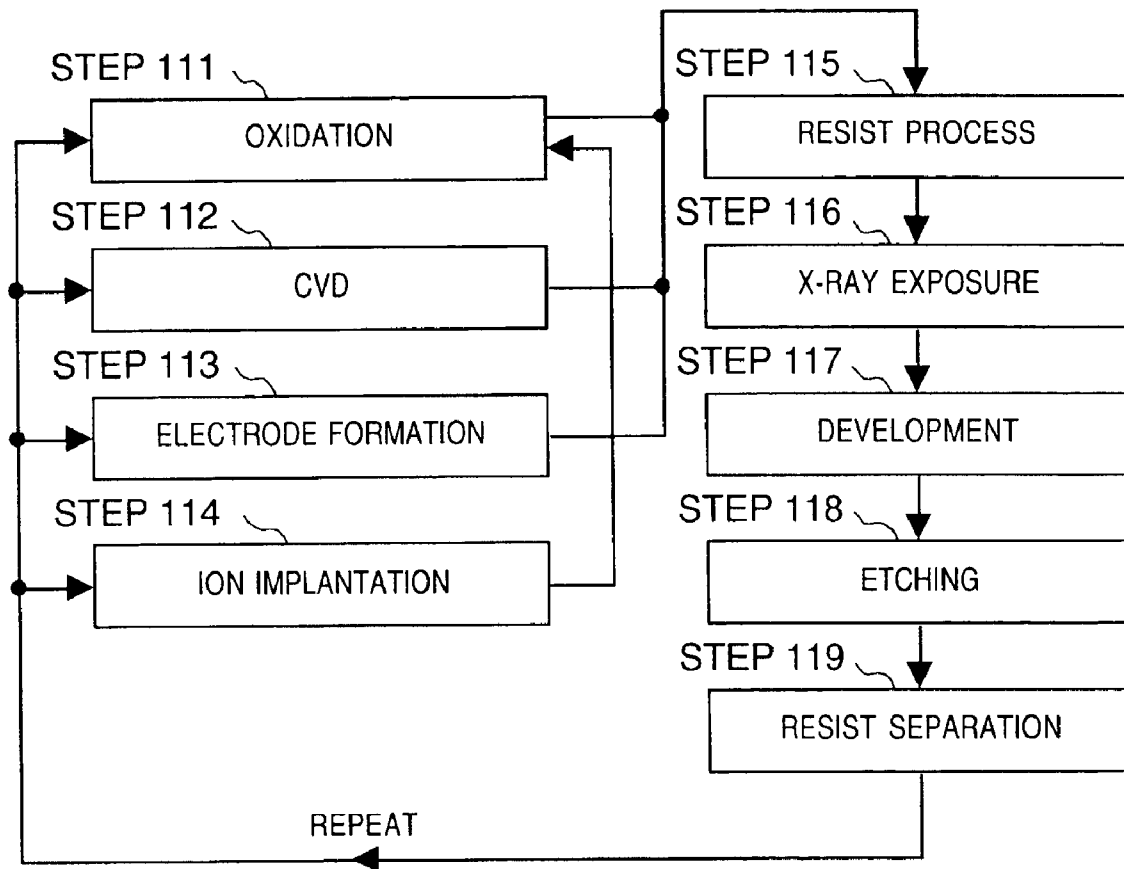 STEP 111
OXIDATION
STEP 112
CVD
STEP 113
ELECTRODE FORMATION
STEP 114
ION IMPLANTATION
STEP 115
RESIST PROCESS
STEP 116
X-RAY EXPOSURE
STEP 117
DEVELOPMENT
STEP 118
ETCHING
STEP 119
RESIST SEPARATION
REPEAT